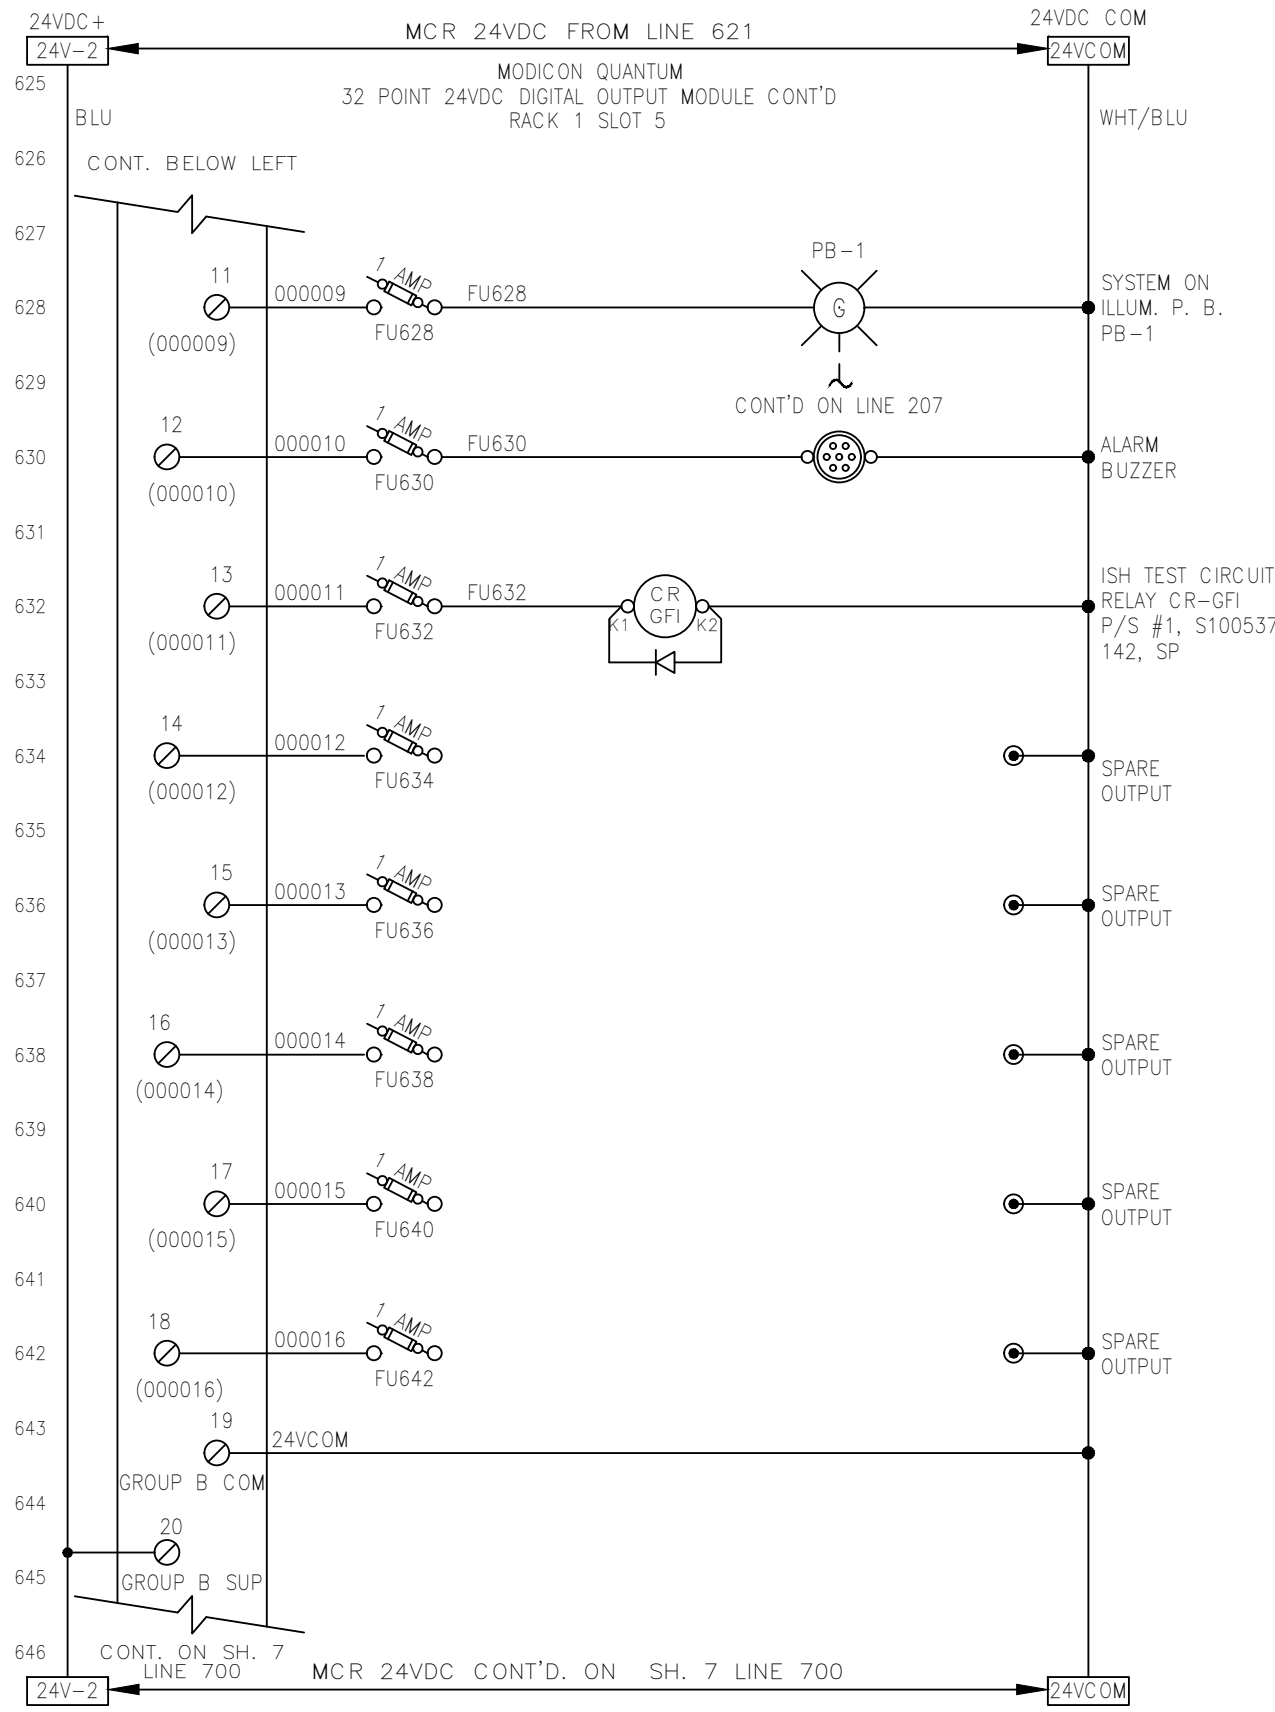 24VDC+
24VDC COM
24V-2
MCR 24VDC FROM LINE 621
24VCOM
MODICON QUANTUM
32 POINT 24VDC DIGITAL OUTPUT MODULE CONT'D
RACK 1 SLOT 5
625
BLU
WHT/BLU
626
CONT. BELOW LEFT
627
PB-1
11
000009
1 AMP
FU628
SYSTEM ON
628
G
ILLUM. P. B.
(000009)
FU628
PB-1
629
CONT'D ON LINE 207
12
000010
1 AMP
FU630
ALARM
630
BUZZER
(000010)
FU630
631
13
000011
1 AMP
FU632
CR
GFI
K1
K2
ISH TEST CIRCUIT
632
RELAY CR-GFI
(000011)
FU632
P/S #1, S100537
142, SP
633
14
000012
1 AMP
634
FU634
(000012)
SPARE
OUTPUT
635
15
000013
1 AMP
636
FU636
(000013)
SPARE
OUTPUT
637
16
000014
1 AMP
638
FU638
(000014)
SPARE
OUTPUT
639
17
000015
1 AMP
640
FU640
(000015)
SPARE
OUTPUT
641
18
000016
1 AMP
642
FU642
(000016)
SPARE
OUTPUT
643
19
24VCOM
GROUP B COM
644
20
645
GROUP B SUP
646
CONT. ON SH. 7
LINE 700
MCR 24VDC CONT'D. ON SH. 7 LINE 700
24V-2
24VCOM